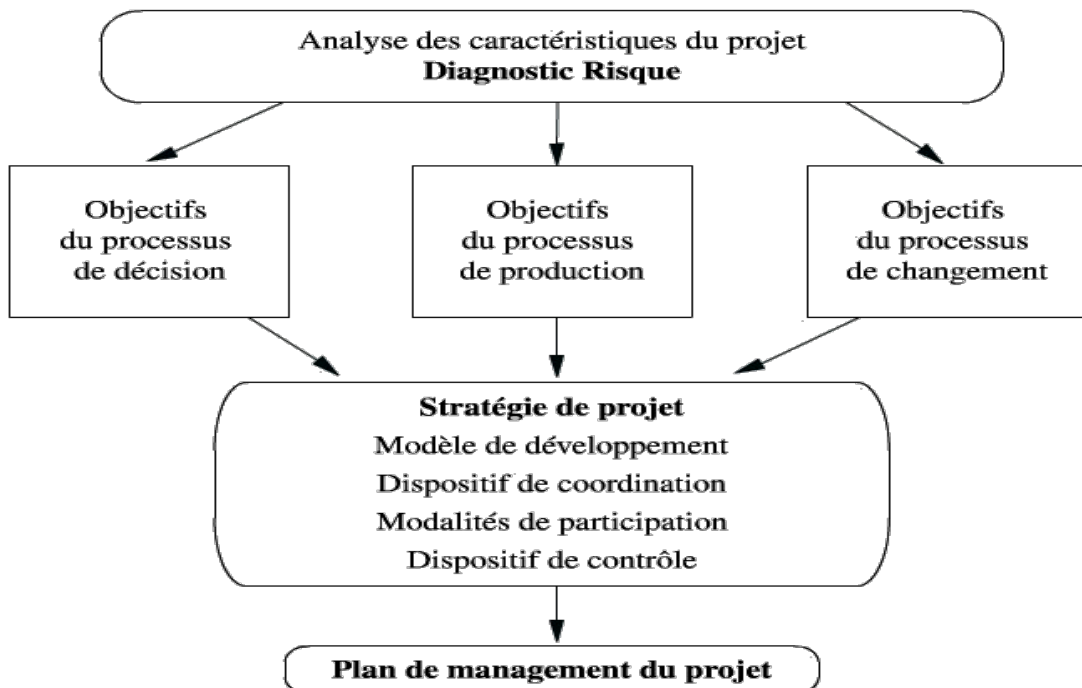 Analyse des caractéristiques du projet
Diagnostic Risque
Objectifs
du processus
de décision
Objectifs
du processus
de production
Objectifs
du processus
de changement
Stratégie de projet
Modèle de développement
Dispositif de coordination
Modalités de participation
Dispositif de contrôle
Plan de management du projet